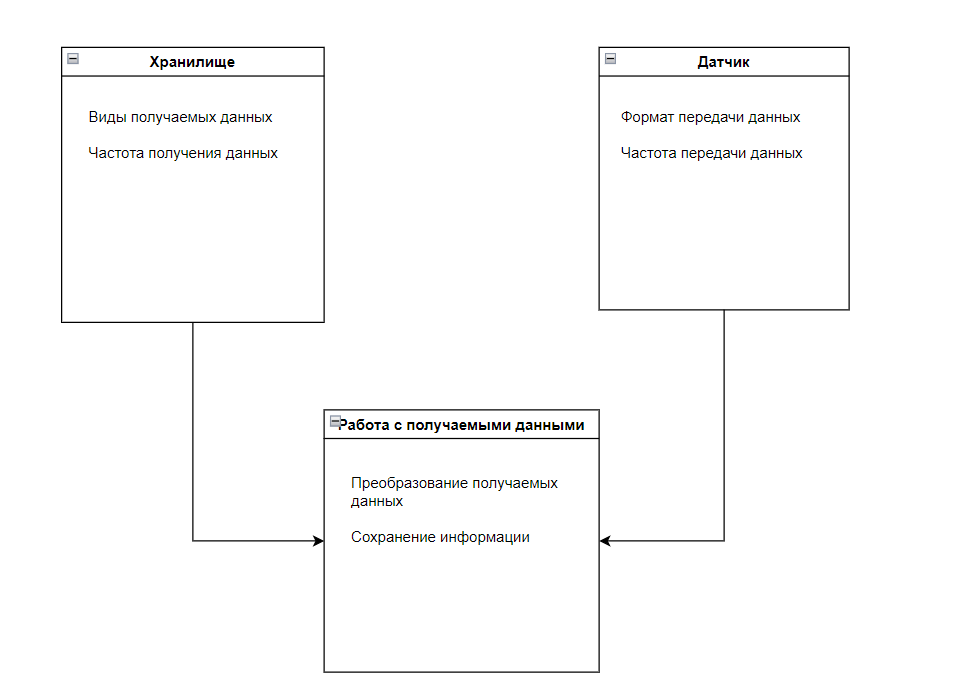 Хранилище
Виды получаемых данных
Частота получения данных
Датчик
Формат передачи данных
Частота передачи данных
Работа с получаемыми данными
Преобразование получаемых
данных
Сохранение информации